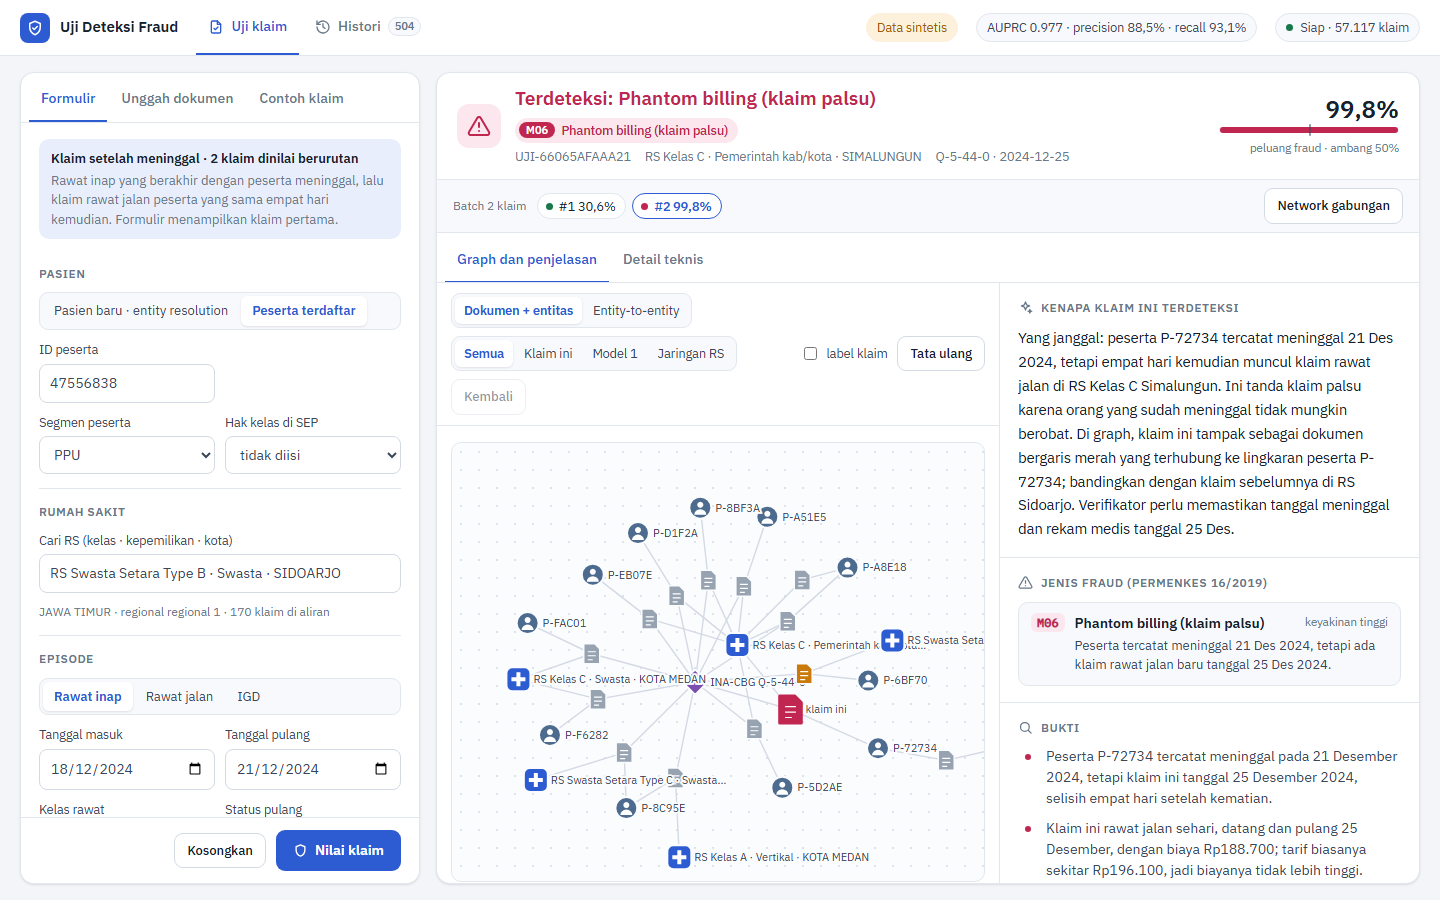 Uji Deteksi Fraud
Uji klaim
Histori 504
Data sintetis
AUPRC 0.977 · precision 88,5% · recall 93,1%
Siap · 57.117 klaim
Formulir
Unggah dokumen
Contoh klaim
Klaim setelah meninggal · 2 klaim dinilai berurutan
Rawat inap yang berakhir dengan peserta meninggal, lalu
klaim rawat jalan peserta yang sama empat hari
kemudian. Formulir menampilkan klaim pertama.
PASIEN
Pasien baru · entity resolution
Peserta terdaftar
ID peserta
47556838
Segmen peserta
Hak kelas di SEP
PPU
tidak diisi
RUMAH SAKIT
Cari RS (kelas · kepemilikan · kota)
RS Swasta Setara Type B · Swasta · SIDOARJO
JAWA TIMUR · regional regional 1 · 170 klaim di aliran
EPISODE
Rawat inap
Rawat jalan
IGD
Tanggal masuk
Tanggal pulang
18/12/2024
21/12/2024
Kelas rawat
Status pulang
Kosongkan
Nilai klaim
Terdeteksi: Phantom billing (klaim palsu)
M06 Phantom billing (klaim palsu)
UJI-66065AFAAA21 RS Kelas C · Pemerintah kab/kota · SIMALUNGUN Q-5-44-0 · 2024-12-25
99,8%
peluang fraud · ambang 50%
Batch 2 klaim
#1 30,6%
#2 99,8%
Network gabungan
Graph dan penjelasan
Detail teknis
Dokumen + entitas
Entity-to-entity
Semua
Klaim ini
Model 1
Jaringan RS
label klaim
Tata ulang
Kembali
P-8BF3A
P-A51E5
P-D1F2A
P-EB07E
P-A8E18
P-FAC01
RS Kelas C · Pemerintah k
RS Swasta Seta
RS Kelas C · Swasta · KOTA MEDAN
INA-CBG Q-5-44
P-6BF70
klaim ini
P-F6282
P-72734
RS Swasta Setara Type C · Swasta...
P-5D2AE
P-8C95E
RS Kelas A · Vertikal · KOTA MEDAN
KENAPA KLAIM INI TERDETEKSI
Yang janggal: peserta P-72734 tercatat meninggal 21 Des
2024, tetapi empat hari kemudian muncul klaim rawat
jalan di RS Kelas C Simalungun. Ini tanda klaim palsu
karena orang yang sudah meninggal tidak mungkin
berobat. Di graph, klaim ini tampak sebagai dokumen
bergaris merah yang terhubung ke lingkaran peserta P-
72734; bandingkan dengan klaim sebelumnya di RS
Sidoarjo. Verifikator perlu memastikan tanggal meninggal
dan rekam medis tanggal 25 Des.
JENIS FRAUD (PERMENKES 16/2019)
M06 Phantom billing (klaim palsu) keyakinan tinggi
Peserta tercatat meninggal 21 Des 2024, tetapi ada
klaim rawat jalan baru tanggal 25 Des 2024.
BUKTI
Peserta P-72734 tercatat meninggal pada 21 Desember
2024, tetapi klaim ini tanggal 25 Desember 2024,
selisih empat hari setelah kematian.
Klaim ini rawat jalan sehari, datang dan pulang 25
Desember, dengan biaya Rp188.700; tarif biasanya
sekitar Rp196.100, jadi biayanya tidak lebih tinggi.